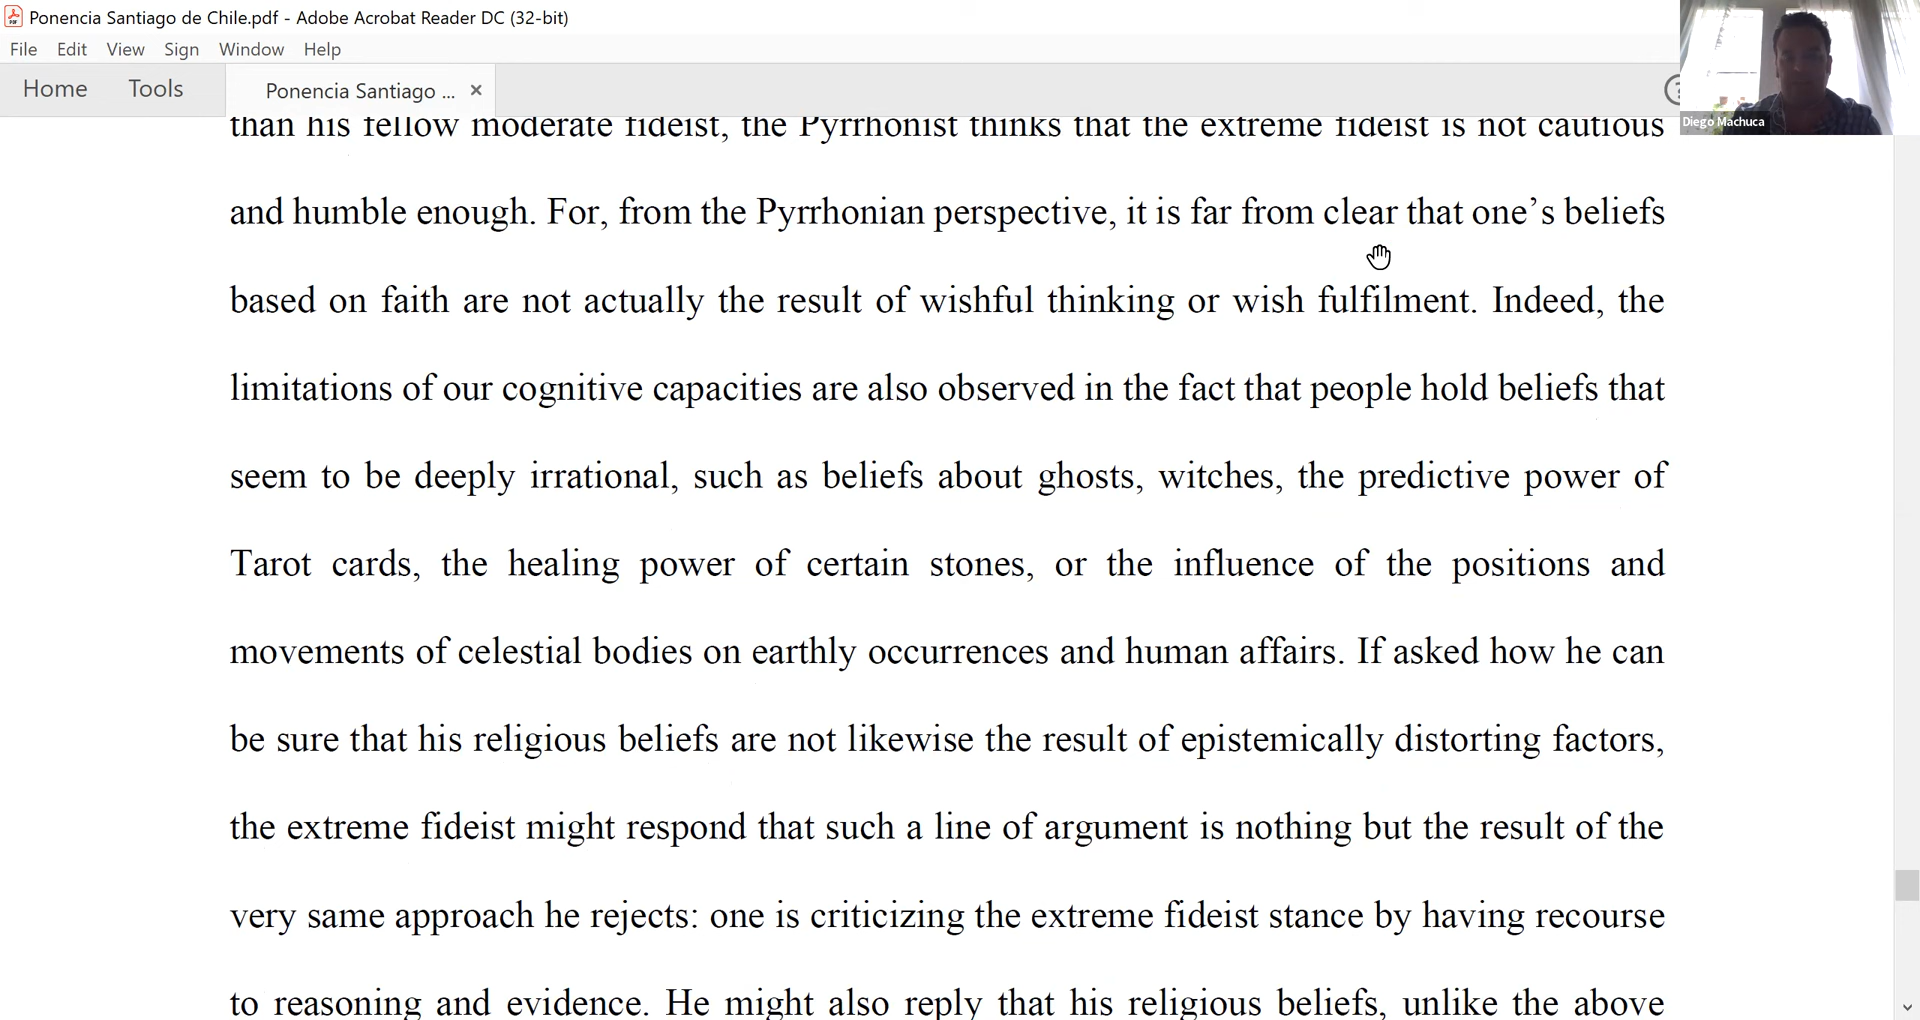 Ponencia Santiago de Chile.pdf - Adobe Acrobat Reader DC (32-bit)
File Edit View Sign Window Help
Home Tools Ponencia Santiago ... ×
Diego Machuca
than his fellow moderate fideist, the Pyrrhonist thinks that the extreme fideist is not cautious
and humble enough. For, from the Pyrrhonian perspective, it is far from clear that one’s beliefs
based on faith are not actually the result of wishful thinking or wish fulfilment. Indeed, the
limitations of our cognitive capacities are also observed in the fact that people hold beliefs that
seem to be deeply irrational, such as beliefs about ghosts, witches, the predictive power of
Tarot cards, the healing power of certain stones, or the influence of the positions and
movements of celestial bodies on earthly occurrences and human affairs. If asked how he can
be sure that his religious beliefs are not likewise the result of epistemically distorting factors,
the extreme fideist might respond that such a line of argument is nothing but the result of the
very same approach he rejects: one is criticizing the extreme fideist stance by having recourse
to reasoning and evidence. He might also reply that his religious beliefs, unlike the above